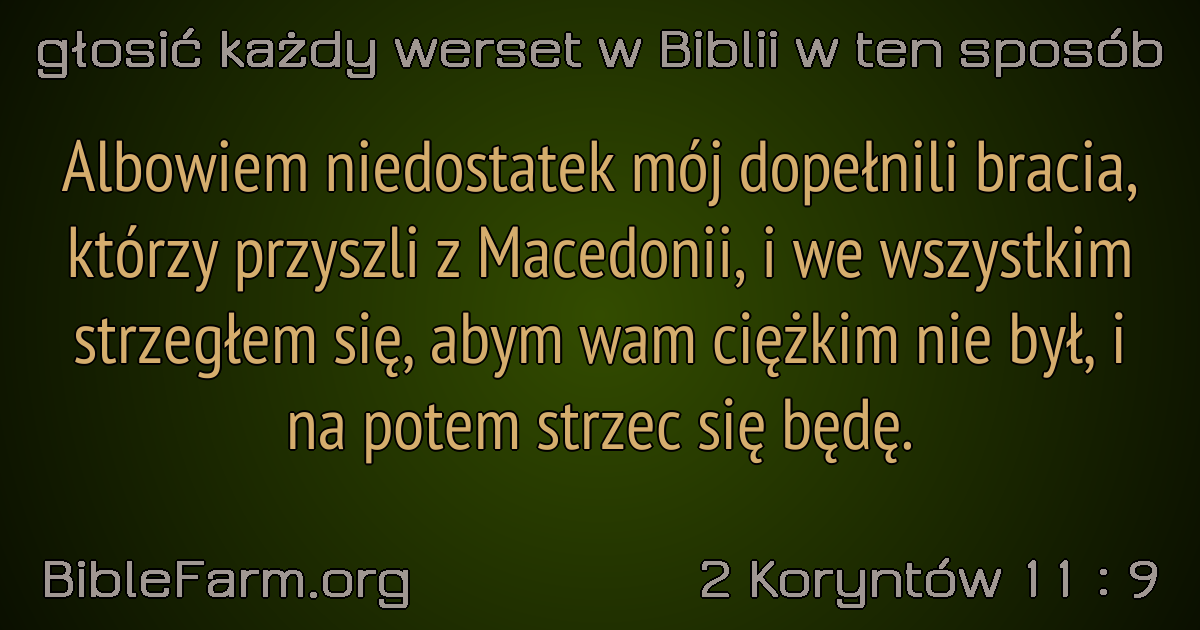 głosić każdy werset w Biblii w ten sposób
Albowiem niedostatek mój dopełnili bracia,
którzy przyszli z Macedonii, i we wszystkim
strzegłem się, abym wam ciężkim nie był, i
na potem strzec się będę.
BibleFarm.org
2 Koryntów 11 : 9